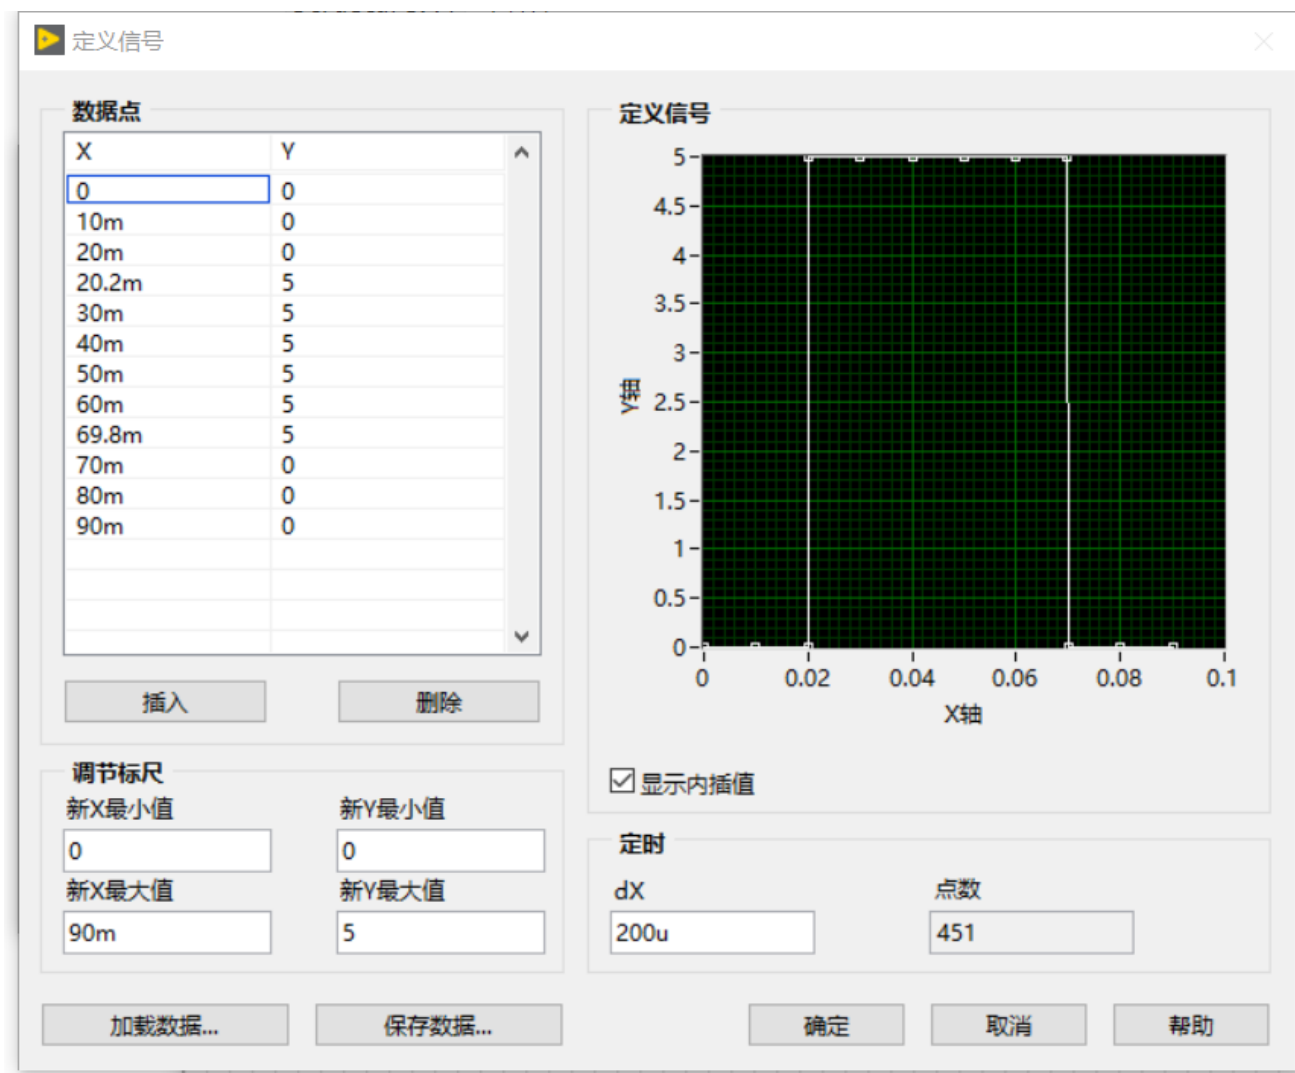 定义信号
数据点
X Y
0 0
10m 0
20m 0
20.2m 5
30m 5
40m 5
50m 5
60m 5
69.8m 5
70m 0
80m 0
90m 0
插入 删除
调节标尺
新X最小值 新Y最小值
0 0
新X最大值 新Y最大值
90m 5
定义信号
5
4.5
4
3.5
3
2.5
2
1.5
1
0.5
0
Y轴
0 0.02 0.04 0.06 0.08 0.1
X轴
显示内插值
定时
dX 点数
200u 451
加载数据... 保存数据... 确定 取消 帮助